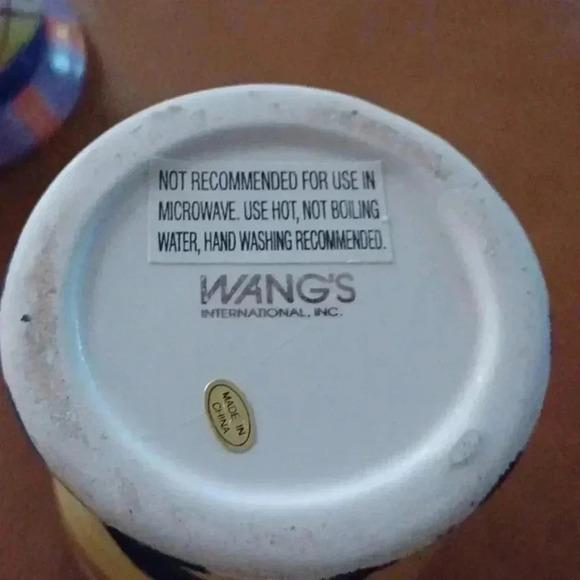 NOT RECOMMENDED FOR USE IN
MICROWAVE. USE HOT, NOT BOILING
WATER, HAND WASHING RECOMMENDED.
WANG'S
INTERNATIONAL, INC.
MADE IN
CHINA